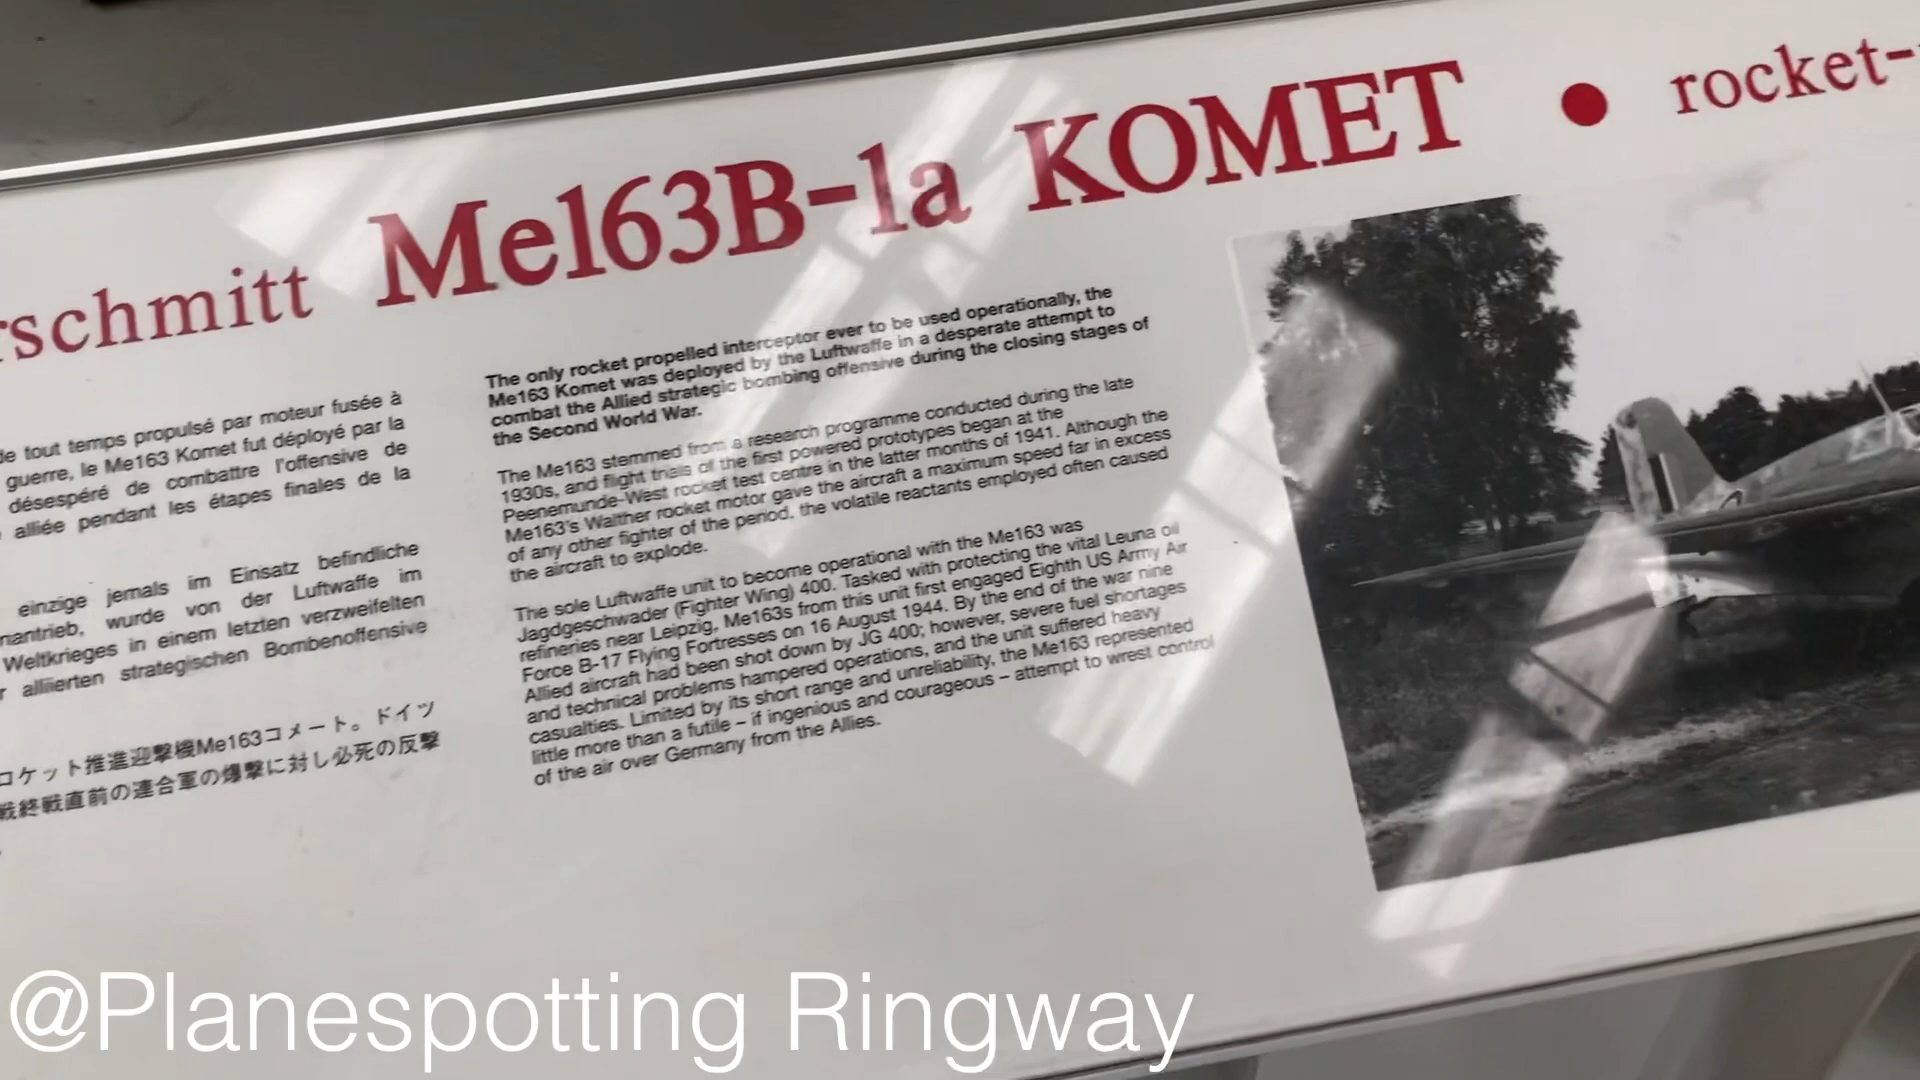 rschmitt Me163B-1a KOMET • rocket-
de tout temps propulsé par moteur fusée à
guerre, le Me163 Komet fut déployé par la
désespéré de combattre l'offensive de
alliée pendant les étapes finales de la
einzige jemals im Einsatz befindliche
nantrieb, wurde von der Luftwaffe im
Weltkrieges in einem letzten verzweifelten
r alliierten strategischen Bombenoffensive
ロケット推進迎撃機Me163コメート。ドイツ
戦終戦直前の連合軍の爆撃に対し必死の反撃
The only rocket propelled interceptor ever to be used operationally, the
Me163 Komet was deployed by the Luftwaffe in a desperate attempt to
combat the Allied strategic bombing offensive during the closing stages of
the Second World War.
The Me163 stemmed from a research programme conducted during the late
1930s, and flight trials of the first powered prototypes began at the
Peenemunde-West rocket test centre in the latter months of 1941. Although the
Me163's Walther rocket motor gave the aircraft a maximum speed far in excess
of any other fighter of the period, the volatile reactants employed often caused
the aircraft to explode.
The sole Luftwaffe unit to become operational with the Me163 was
Jagdgeschwader (Fighter Wing) 400. Tasked with protecting the vital Leuna oil
refineries near Leipzig, Me163s from this unit first engaged Eighth US Army Air
Force B-17 Flying Fortresses on 16 August 1944. By the end of the war nine
Allied aircraft had been shot down by JG 400; however, severe fuel shortages
and technical problems hampered operations, and the unit suffered heavy
casualties. Limited by its short range and unreliability, the Me163 represented
little more than a futile – if ingenious and courageous – attempt to wrest control
of the air over Germany from the Allies.
@Planespotting Ringway